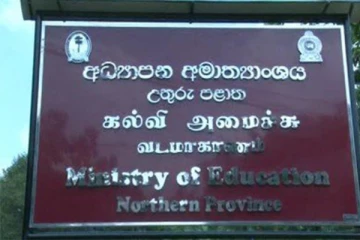 අධ්‍යාපන අමාත්‍යාංශය
උතුරු පළාත
கல்வி அமைச்சு
வடமாகாணம்
Ministry of Education
Northern Province